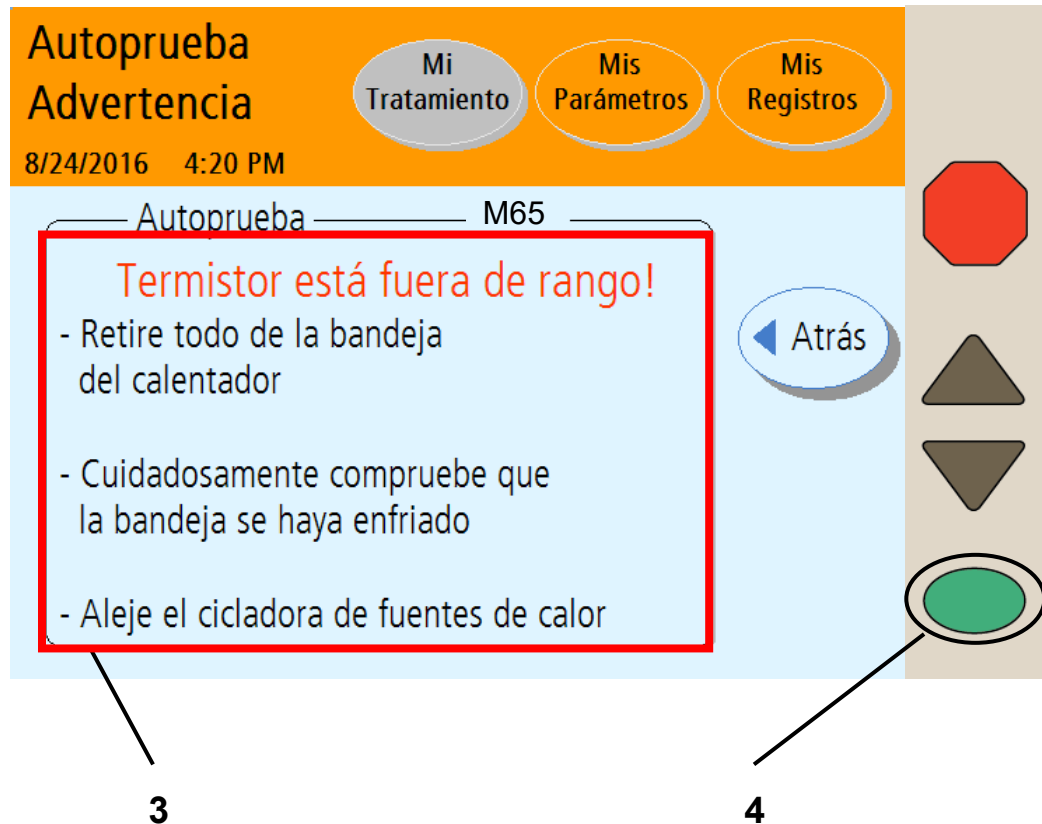 Autoprueba
Advertencia
8/24/2016 4:20 PM
Mi
Tratamiento
Mis
Parámetros
Mis
Registros
Autoprueba M65
Termistor está fuera de rango!
- Retire todo de la bandeja
del calentador
- Cuidadosamente compruebe que
la bandeja se haya enfriado
- Aleje el cicladora de fuentes de calor
Atrás
3
4